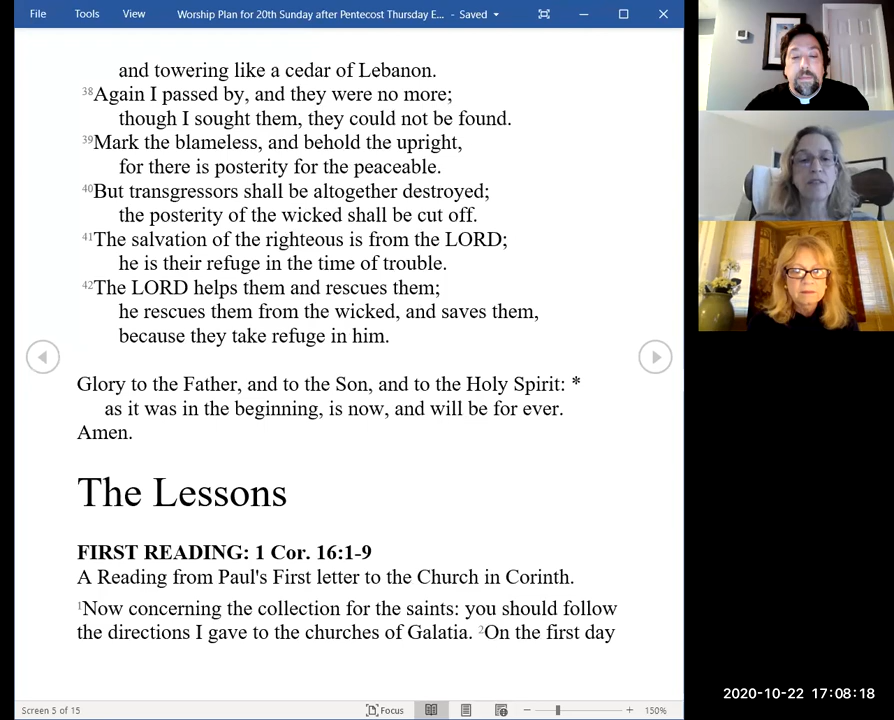 File Tools View Worship Plan for 20th Sunday after Pentecost Thursday E... - Saved
and towering like a cedar of Lebanon.
38Again I passed by, and they were no more;
though I sought them, they could not be found.
39Mark the blameless, and behold the upright,
for there is posterity for the peaceable.
40But transgressors shall be altogether destroyed;
the posterity of the wicked shall be cut off.
41The salvation of the righteous is from the LORD;
he is their refuge in the time of trouble.
42The LORD helps them and rescues them;
he rescues them from the wicked, and saves them,
because they take refuge in him.
Glory to the Father, and to the Son, and to the Holy Spirit: *
as it was in the beginning, is now, and will be for ever.
Amen.
The Lessons
FIRST READING: 1 Cor. 16:1-9
A Reading from Paul's First letter to the Church in Corinth.
1Now concerning the collection for the saints: you should follow
the directions I gave to the churches of Galatia. 2On the first day
Screen 5 of 15 Focus 150%
2020-10-22 17:08:18